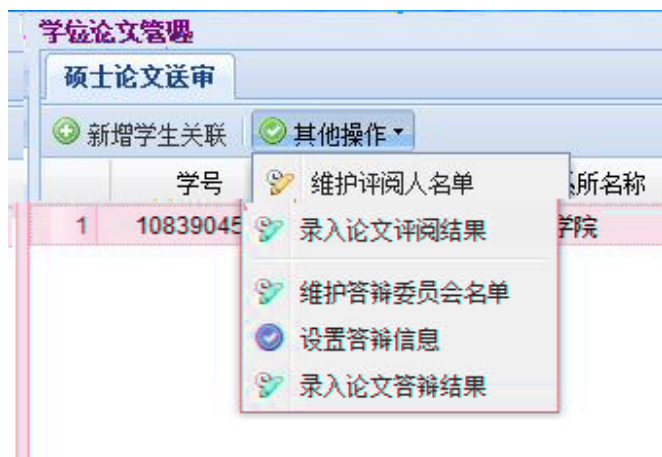 学位论文管理
硕士论文送审
新增学生关联 其他操作
学号 所名称
维护评阅人名单
1 10839045 学院
录入论文评阅结果
维护答辩委员会名单
设置答辩信息
录入论文答辩结果